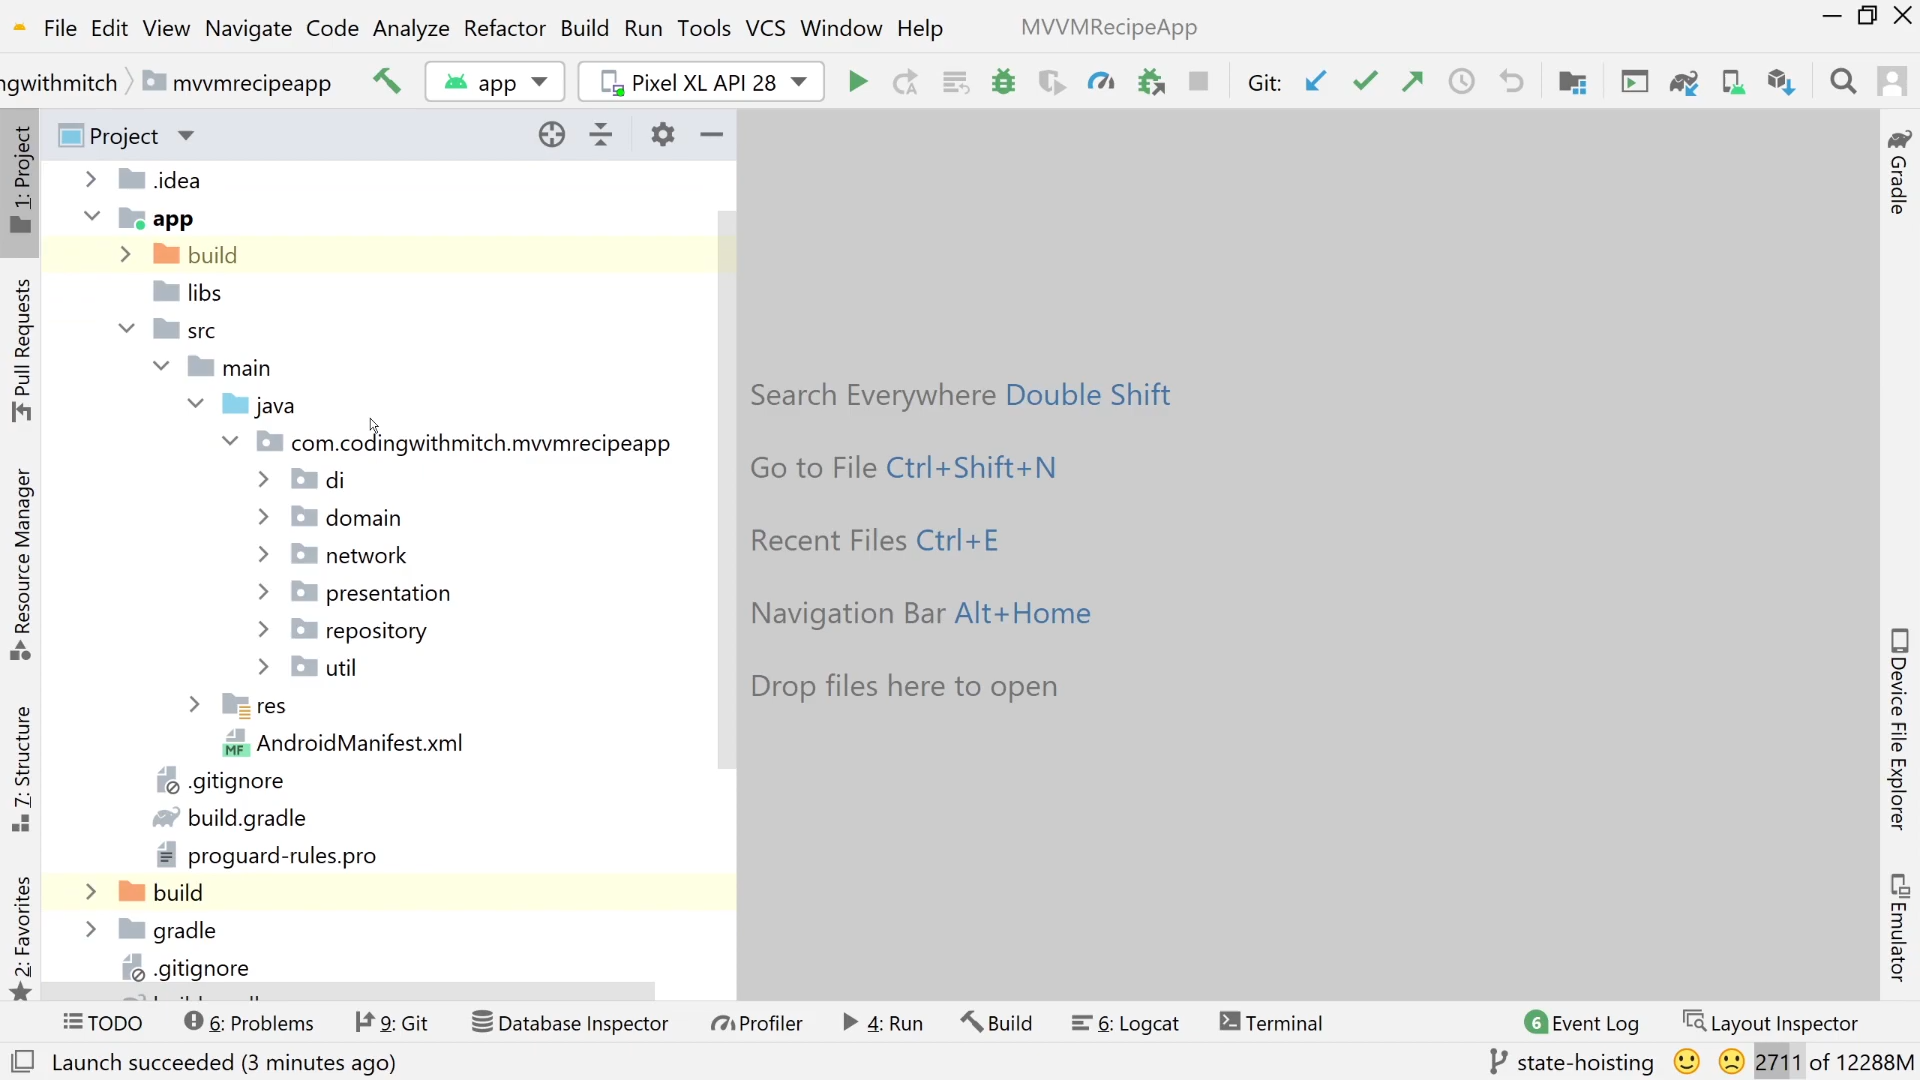 File Edit View Navigate Code Analyze Refactor Build Run Tools VCS Window Help MVVMRecipeApp
ngwithmitch mvvmrecipeapp app Pixel XL API 28 Git:
Project
.idea
app
build
libs
src
main
java
com.codingwithmitch.mvvmrecipeapp
di
domain
network
presentation
repository
util
res
MF AndroidManifest.xml
.gitignore
build.gradle
proguard-rules.pro
build
gradle
.gitignore
1: Project
Pull Requests
Resource Manager
7: Structure
2: Favorites
Search Everywhere Double Shift
Go to File Ctrl+Shift+N
Recent Files Ctrl+E
Navigation Bar Alt+Home
Drop files here to open
Gradle
Device File Explorer
Emulator
TODO 6: Problems 9: Git Database Inspector Profiler 4: Run Build 6: Logcat Terminal 6 Event Log Layout Inspector
Launch succeeded (3 minutes ago) state-hoisting 2711 of 12288M